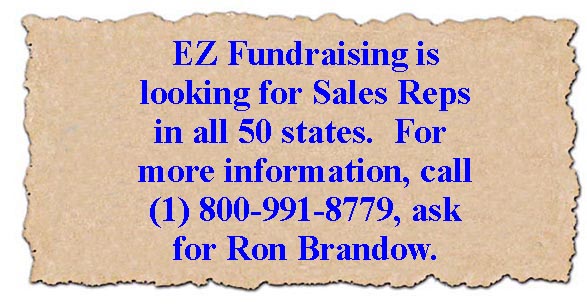 EZ Fundraising is
looking for Sales Reps
in all 50 states.  For
more information, call
(1) 800-991-8779, ask
for Ron Brandow.